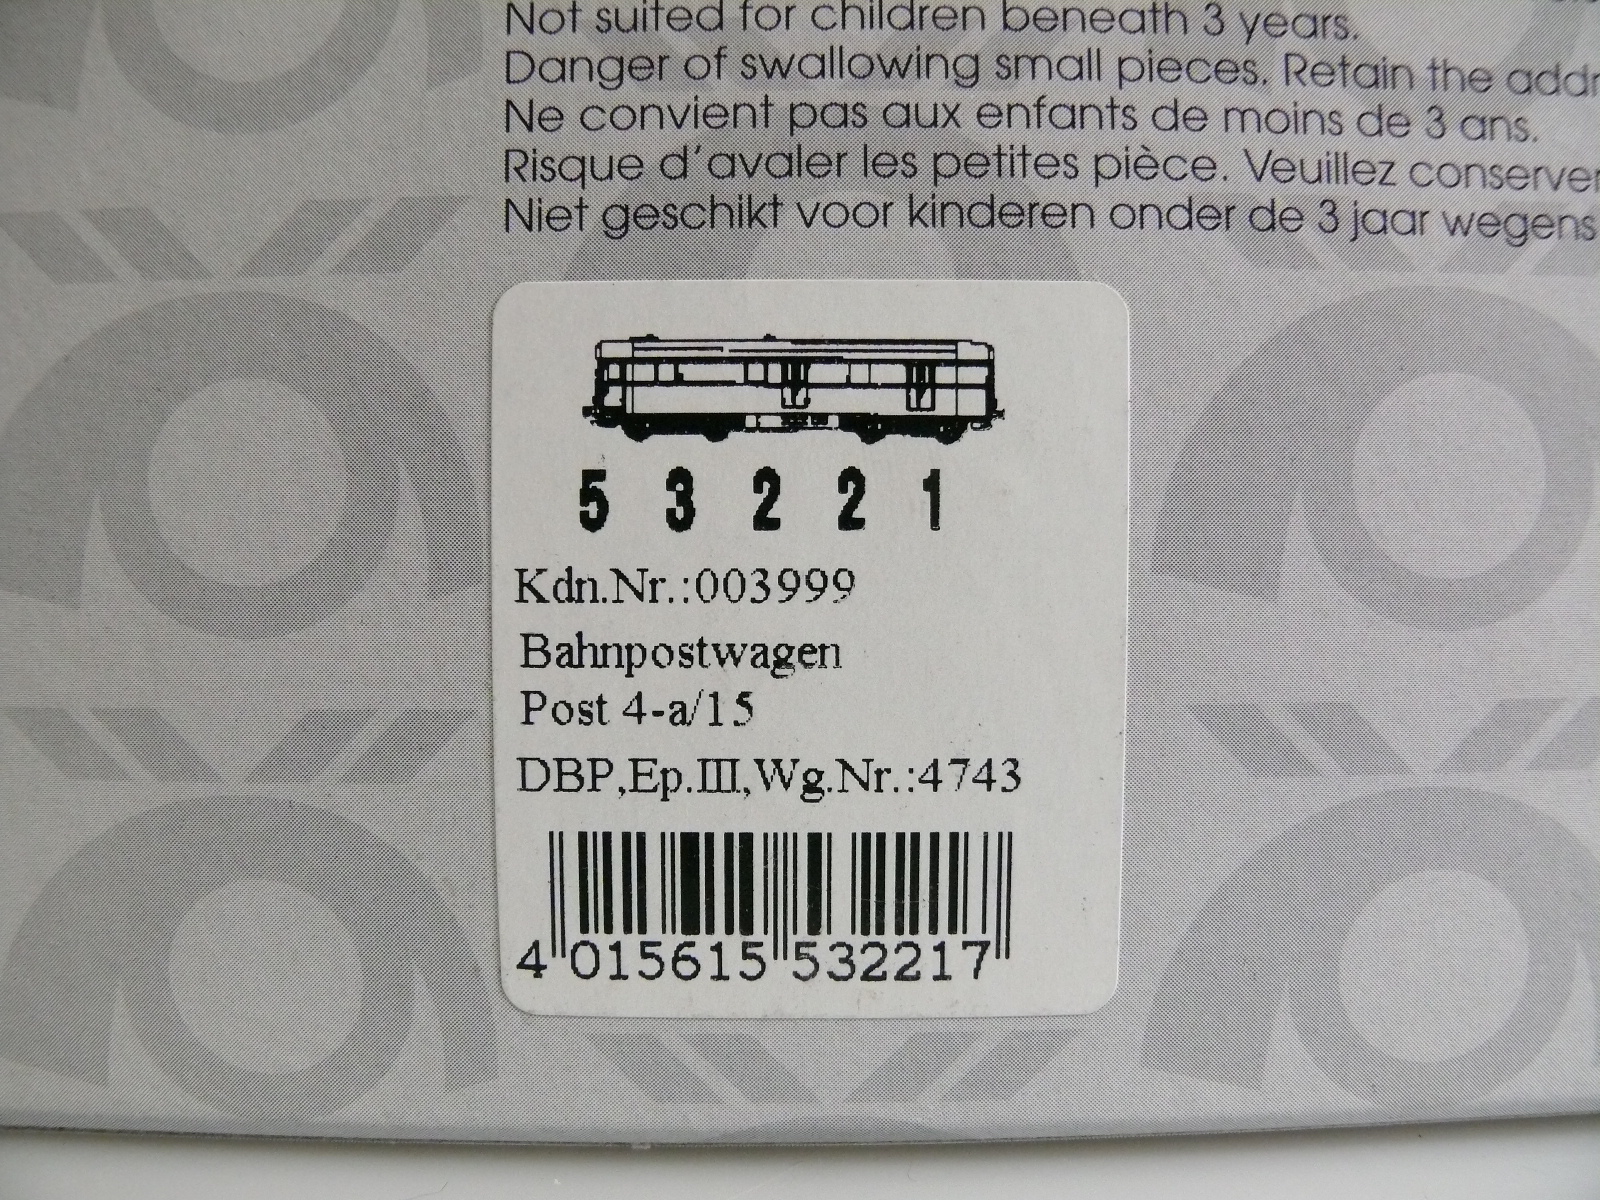 Not suited for children beneath 3 years.
Danger of swallowing small pieces. Retain the addr
Ne convient pas aux enfants de moins de 3 ans.
Risque d'avaler les petites pièce. Veuillez conserver
Niet geschikt voor kinderen onder de 3 jaar wegens
5 3 2 2 1
Kdn.Nr.:003999
Bahnpostwagen
Post 4-a/15
DBP,Ep.III,Wg.Nr.:4743
4 015615 532217